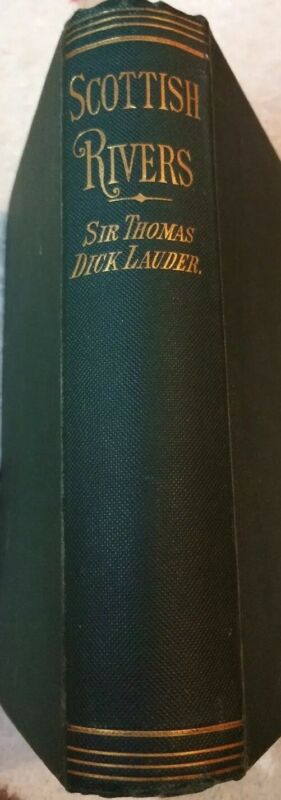 SCOTTISH
RIVERS
SIR THOMAS
DICK LAUDER.